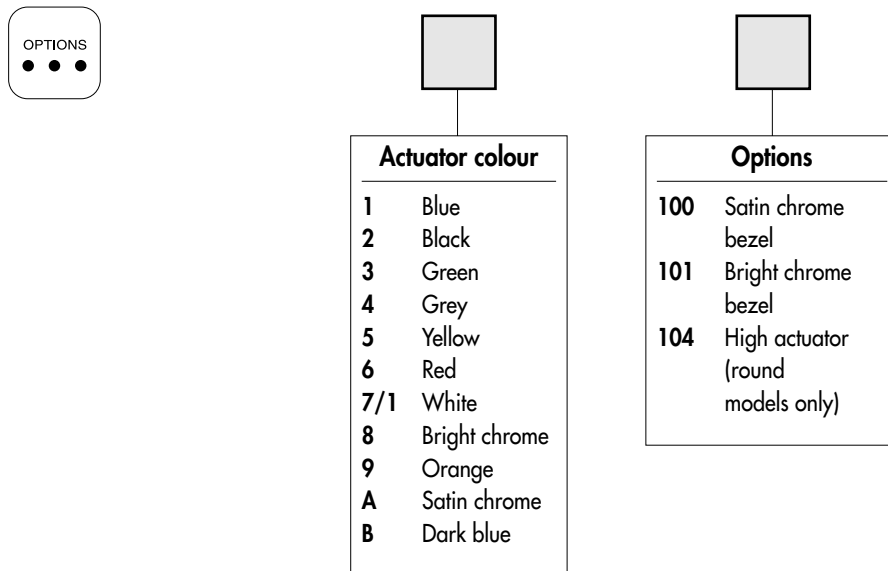 OPTIONS
Actuator colour
1 Blue
2 Black
3 Green
4 Grey
5 Yellow
6 Red
7/1 White
8 Bright chrome
9 Orange
A Satin chrome
B Dark blue
Options
100 Satin chrome
bezel
101 Bright chrome
bezel
104 High actuator
(round
models only)